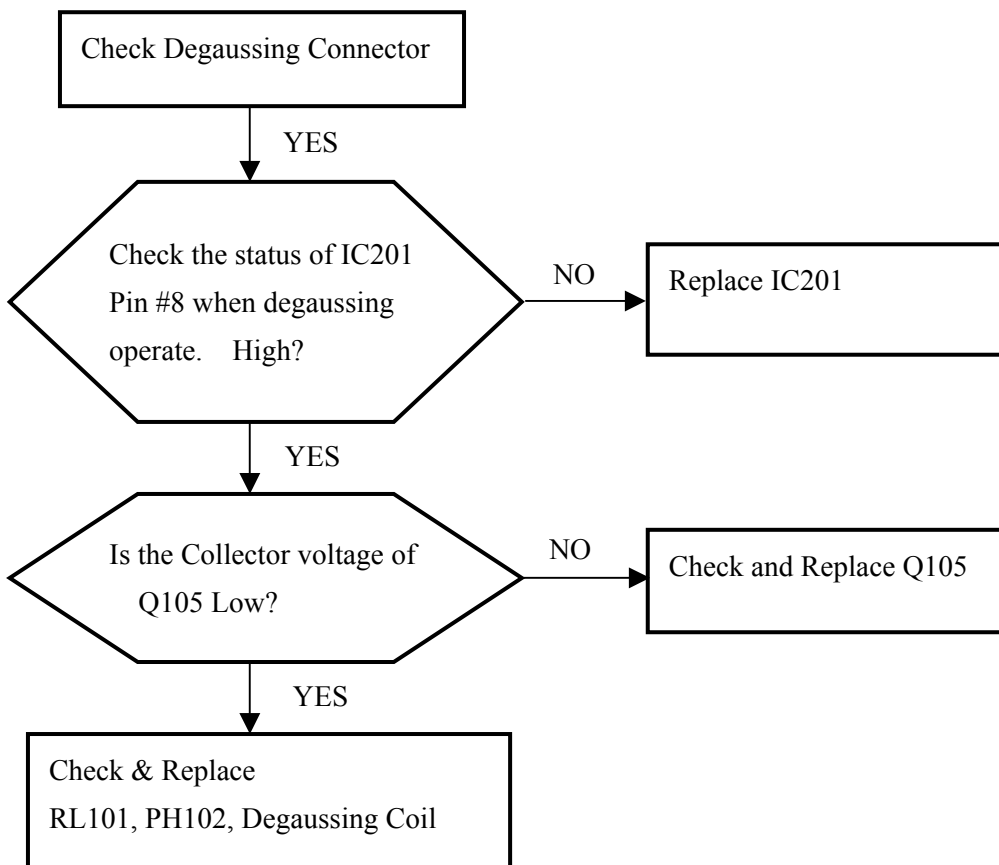 Check Degaussing Connector
YES
Check the status of IC201
Pin #8 when degaussing
operate. High?
NO
Replace IC201
YES
Is the Collector voltage of
Q105 Low?
NO
Check and Replace Q105
YES
Check & Replace
RL101, PH102, Degaussing Coil